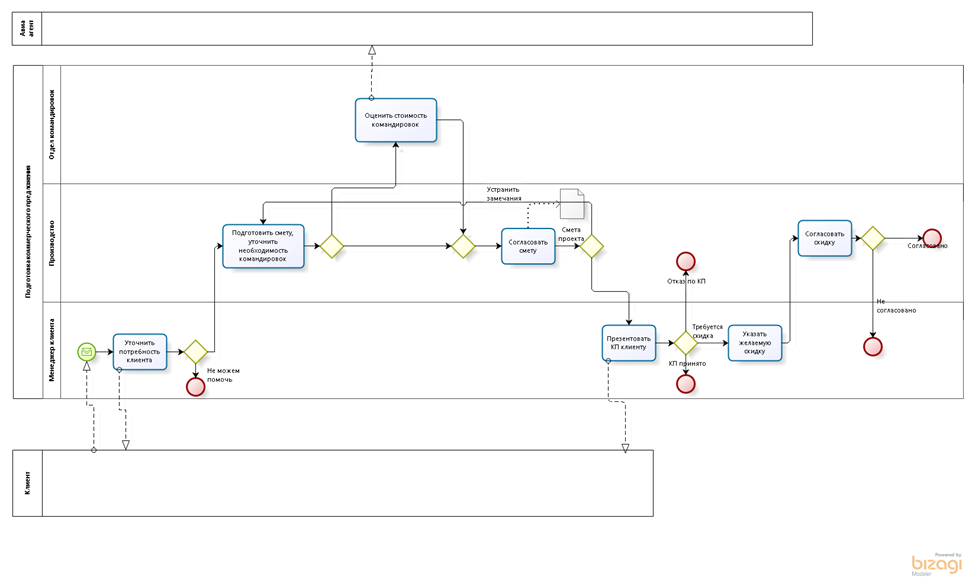 Авиа
агент
Подготовка коммерческого предложения
Отдел командировок
Оценить стоимость
командировок
Производство
Устранить
замечания
Подготовить смету,
уточнить
необходимость
командировок
Согласовать
смету
Смета
проекта
Согласовать
скидку
Согласовано
Отказ по КП
Менеджер клиента
Уточнить
потребность
клиента
Не можем
помочь
Презентовать
КП клиенту
Требуется
скидка
КП принято
Указать
желаемую
скидку
Не
согласовано
Клиент
Powered by
bizagi
Modeler